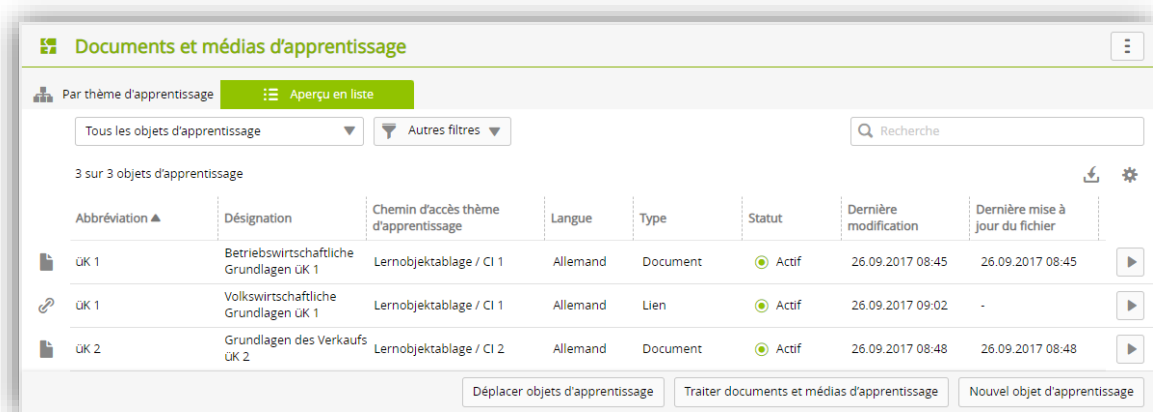 Documents et médias d'apprentissage
Par thème d'apprentissage Aperçu en liste
Tous les objets d'apprentissage Autres filtres Recherche
3 sur 3 objets d'apprentissage
Abbréviation Désignation Chemin d'accès thème d'apprentissage Langue Type Statut Dernière modification Dernière mise à jour du fichier
üK 1 Betriebswirtschaftliche Grundlagen üK 1 Lernobjektablage / CI 1 Allemand Document Actif 26.09.2017 08:45 26.09.2017 08:45
üK 1 Volkswirtschaftliche Grundlagen üK 1 Lernobjektablage / CI 1 Allemand Lien Actif 26.09.2017 09:02 -
üK 2 Grundlagen des Verkaufs üK 2 Lernobjektablage / CI 2 Allemand Document Actif 26.09.2017 08:48 26.09.2017 08:48
Déplacer objets d'apprentissage Traiter documents et médias d'apprentissage Nouvel objet d'apprentissage